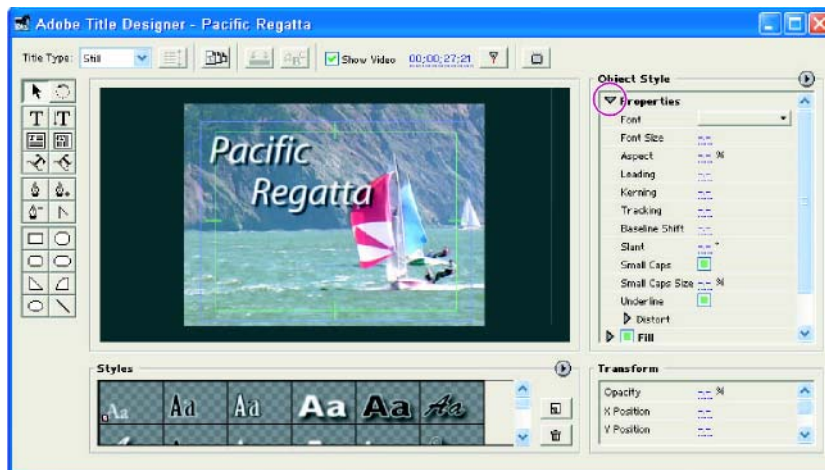 Adobe Title Designer - Pacific Regatta
Title Type: Still
Show Video 00;00;27;21
Object Style
Properties
Font
Font Size
Aspect %
Leading
Kerning
Tracking
Baseline Shift
Slant °
Small Caps
Small Caps Size %
Underline
Distort
Fill
T IT
Pacific
Regatta
Styles
Aa Aa Aa Aa Aa Aa
Transform
Opacity %
X Position
Y Position